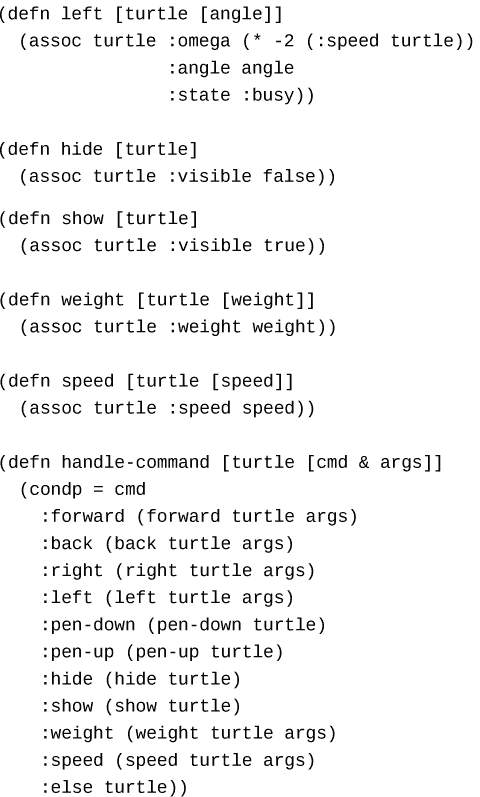 (defn left [turtle [angle]]
  (assoc turtle :omega (* -2 (:speed turtle))
                :angle angle
                :state :busy))

(defn hide [turtle]
  (assoc turtle :visible false))

(defn show [turtle]
  (assoc turtle :visible true))

(defn weight [turtle [weight]]
  (assoc turtle :weight weight))

(defn speed [turtle [speed]]
  (assoc turtle :speed speed))

(defn handle-command [turtle [cmd & args]]
  (condp = cmd
    :forward (forward turtle args)
    :back (back turtle args)
    :right (right turtle args)
    :left (left turtle args)
    :pen-down (pen-down turtle)
    :pen-up (pen-up turtle)
    :hide (hide turtle)
    :show (show turtle)
    :weight (weight turtle args)
    :speed (speed turtle args)
    :else turtle))